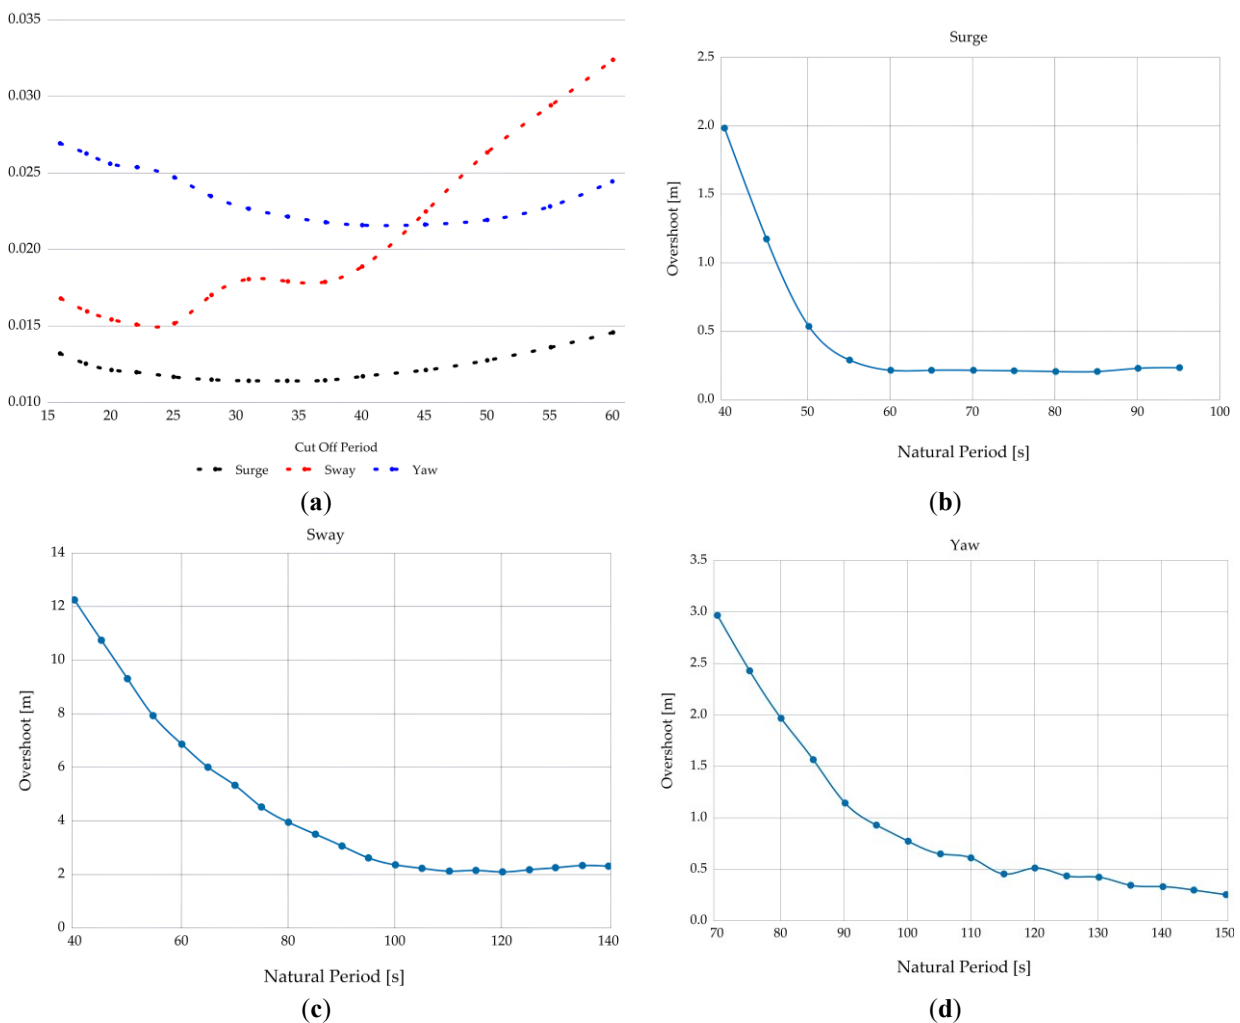 0.035
0.030
0.025
0.020
0.015
0.010
15 20 25 30 35 40 45 50 55 60
Cut Off Period
Surge Sway Yaw
(a)
Surge
2.5
2.0
1.5
1.0
0.5
0.0
Overshoot [m]
40 50 60 70 80 90 100
Natural Period [s]
(b)
Sway
14
12
10
8
6
4
2
0
Overshoot [m]
40 60 80 100 120 140
Natural Period [s]
(c)
Yaw
3.5
3.0
2.5
2.0
1.5
1.0
0.5
0.0
Overshoot [m]
70 80 90 100 110 120 130 140 150
Natural Period [s]
(d)